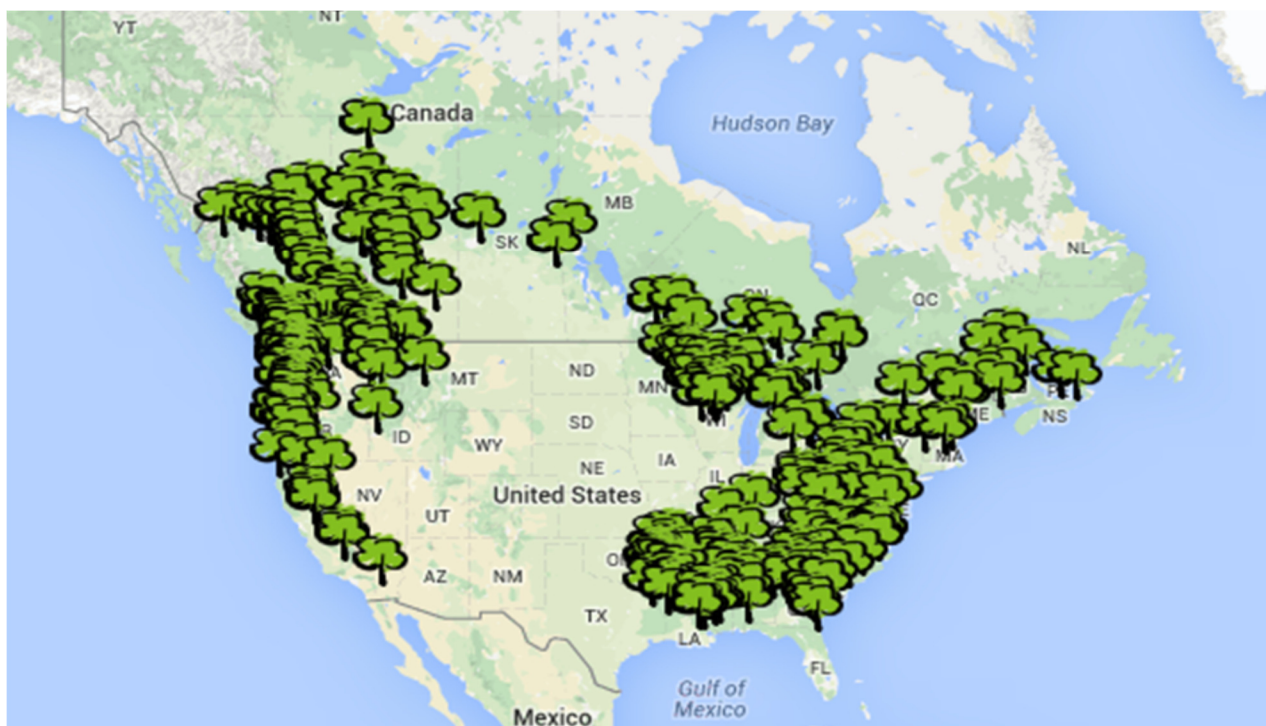 YT
NT
Canada
Hudson Bay
MB
SK
NL
ON
QC
MT
ND
MN
ID
SD
WI
ME
NS
WY
MA
NE
IA
IL
NV
United States
UT
AZ
NM
TX
LA
FL
Gulf of
Mexico
Mexico